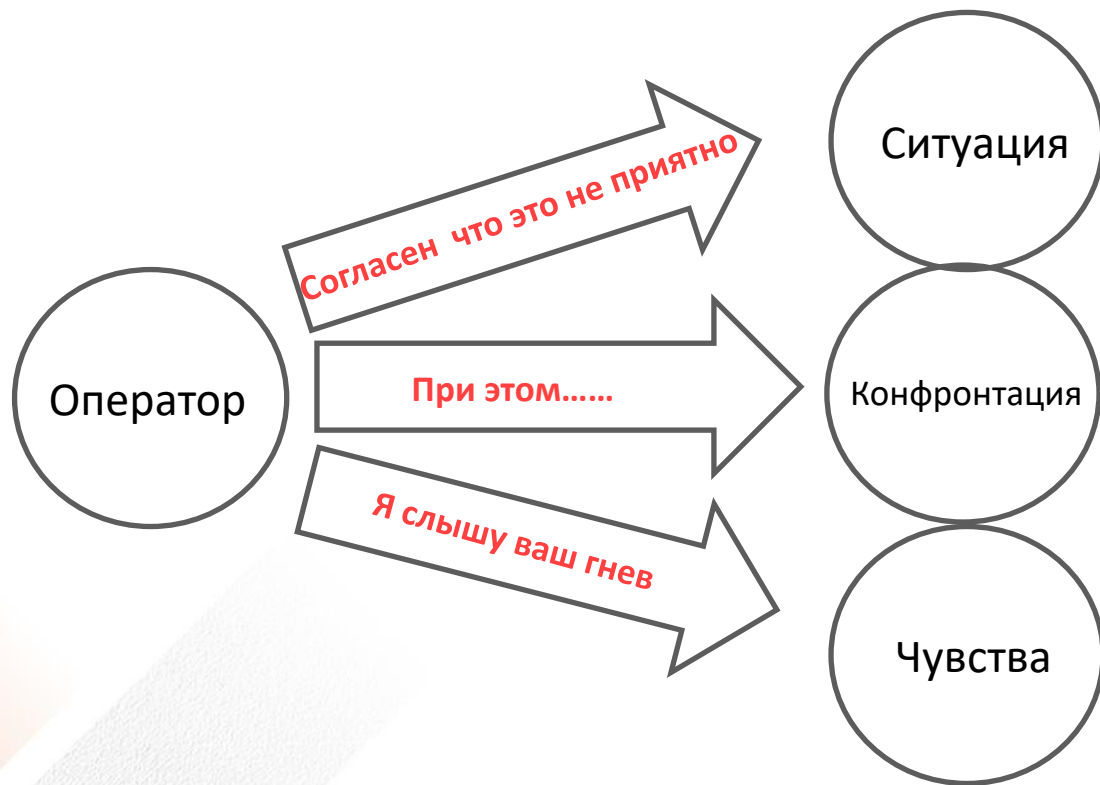 Ситуация
Согласен  что это не приятно
Оператор
При этом……
Конфронтация
Я слышу ваш гнев
Чувства